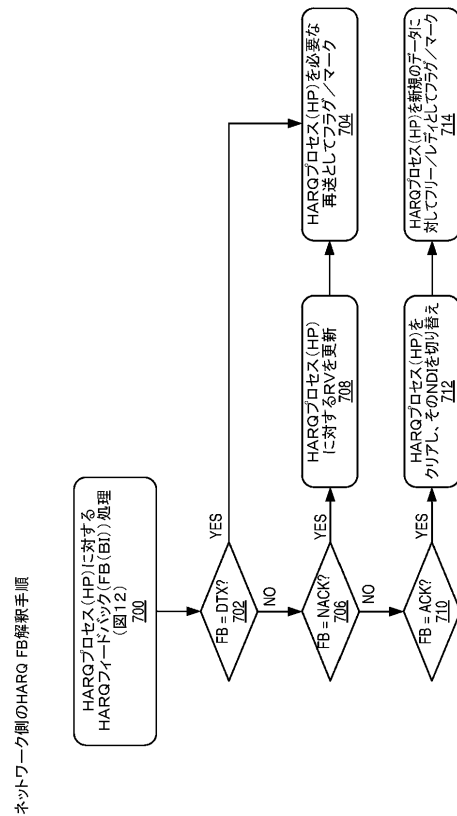 ネットワーク側のHARQ FB解釈手順
HARQプロセス(HP)に対する
HARQフィードバック(FB(BI))処理
(図12)
700
FB = DTX?
702
YES
NO
HARQプロセス(HP)を必要な
再送としてフラグ/マーク
704
FB = NACK?
706
YES
NO
HARQプロセス(HP)
に対するRVを更新
708
FB = ACK?
710
YES
HARQプロセス(HP)を
クリアし、そのNDIを切り替え
712
HARQプロセス(HP)を新規のデータに
対してフリー/レディとしてフラグ/マーク
714